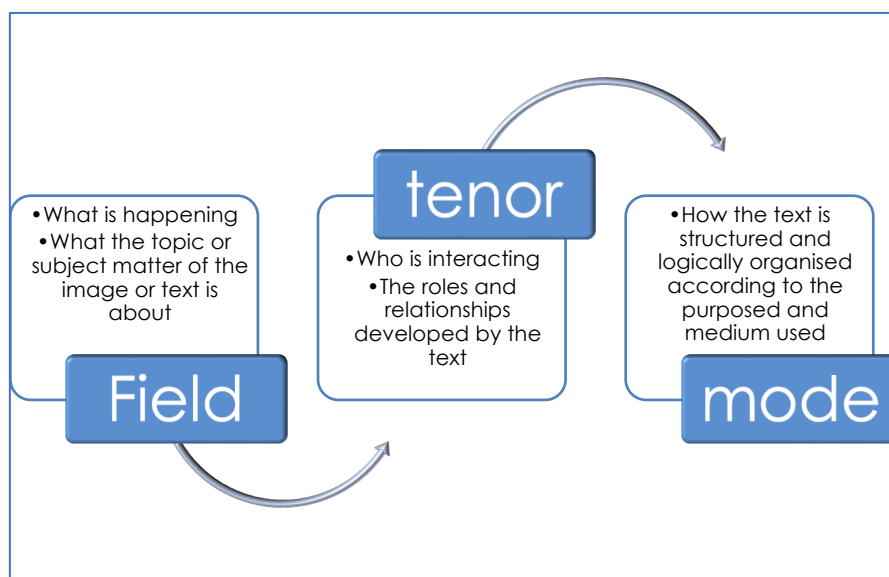 •What is happening
•What the topic or
subject matter of the
image or text is
about
Field
tenor
•Who is interacting
•The roles and
relationships
developed by the
text
•How the text is
structured and
logically organised
according to the
purposed and
medium used
mode